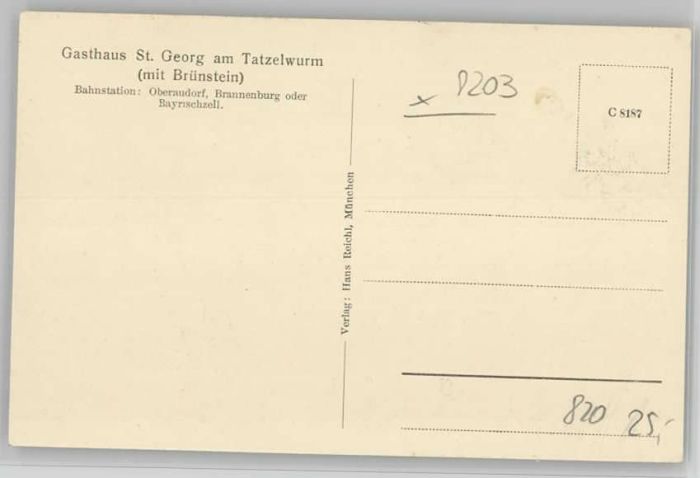 Gasthaus St. Georg am Tatzelwurm
(mit Brünstein)
Bahnstation: Oberaudorf, Brannenburg oder
Bayrischzell.
Verlag: Hans Reichl, München
x 8203
C 8187
820 25,-